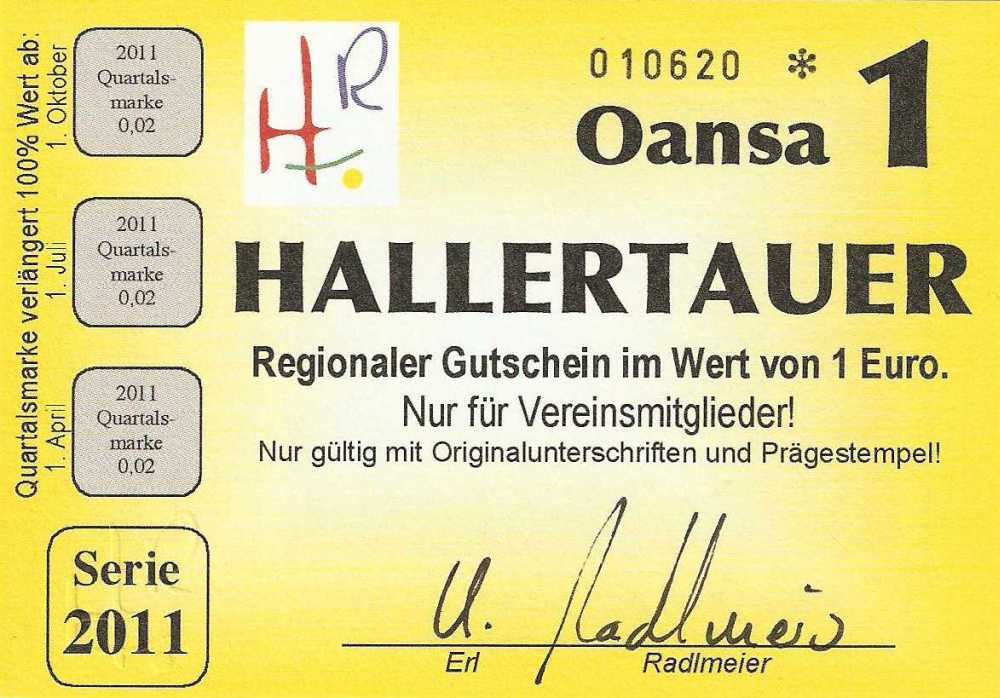 Quartalsmarke verlängert 100% Wert ab:
1. Oktober
1. Juli
1. April
2011
Quartals-
marke
0,02
2011
Quartals-
marke
0,02
2011
Quartals-
marke
0,02
Serie
2011
HR
010620 *
Oansa 1
HALLERTAUER
Regionaler Gutschein im Wert von 1 Euro.
Nur für Vereinsmitglieder!
Nur gültig mit Originalunterschriften und Prägestempel!
U. Radlmeier
Erl Radlmeier